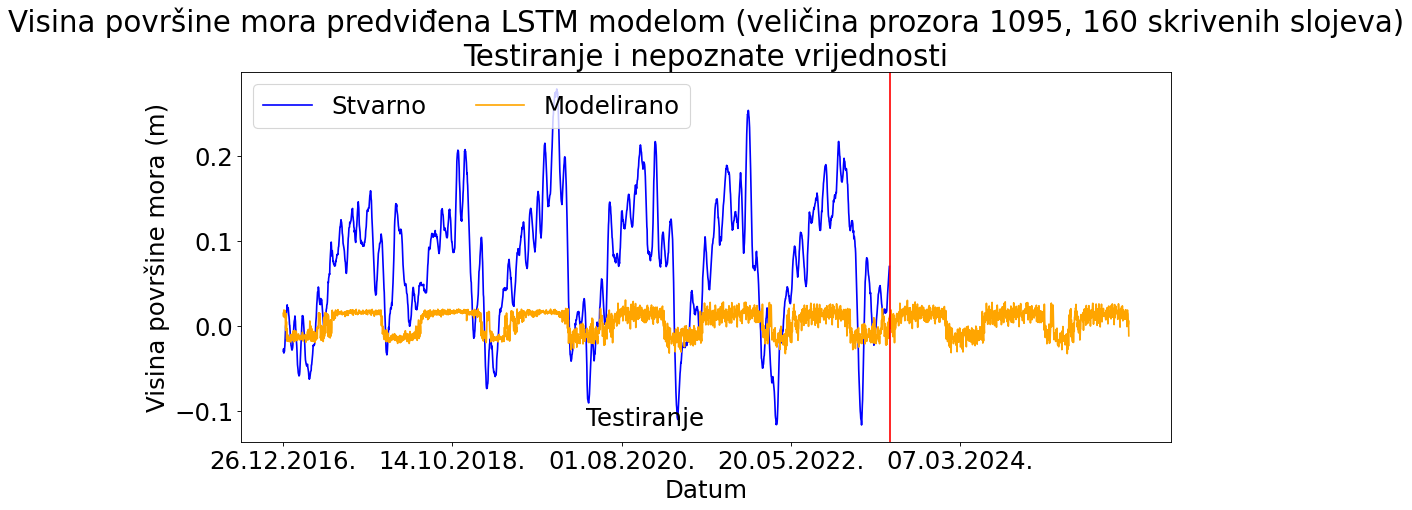 Visina površine mora predviđena LSTM modelom (veličina prozora 1095, 160 skrivenih slojeva)
Testiranje i nepoznate vrijednosti
Stvarno Modelirano
Visina površine mora (m)
0.2
0.1
0.0
−0.1
Testiranje
26.12.2016. 14.10.2018. 01.08.2020. 20.05.2022. 07.03.2024.
Datum